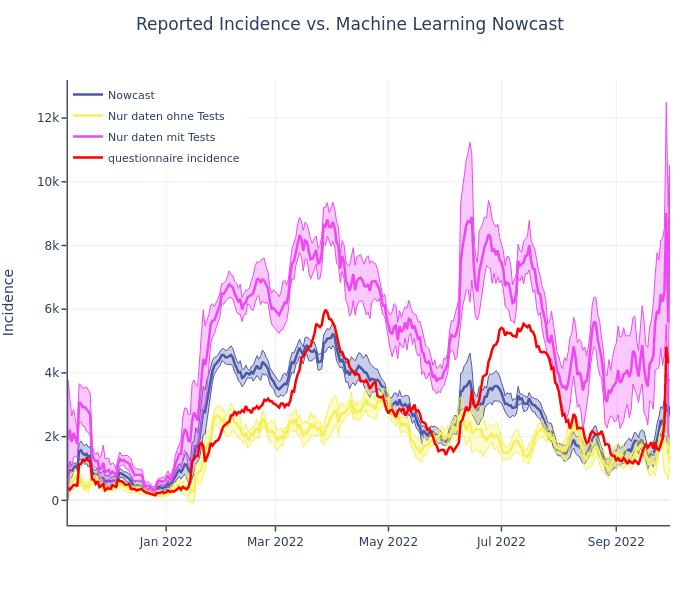 Reported Incidence vs. Machine Learning Nowcast
Nowcast
Nur daten ohne Tests
Nur daten mit Tests
questionnaire incidence
12k
10k
8k
6k
4k
2k
0
Incidence
Jan 2022
Mar 2022
May 2022
Jul 2022
Sep 2022